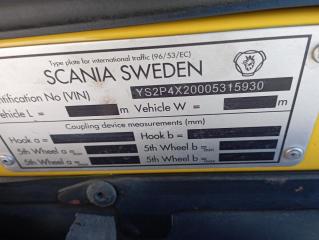 Type plate for international traffic (96/53/EC)
SCANIA SWEDEN
ntification No (VIN) YS2P4X20005315930
ehicle L = m Vehicle W = m
Coupling device measurements (mm)
Hook a = Hook b =
5th Wheel a = 5th Wheel b
5th Wheel a 5th Wheel b